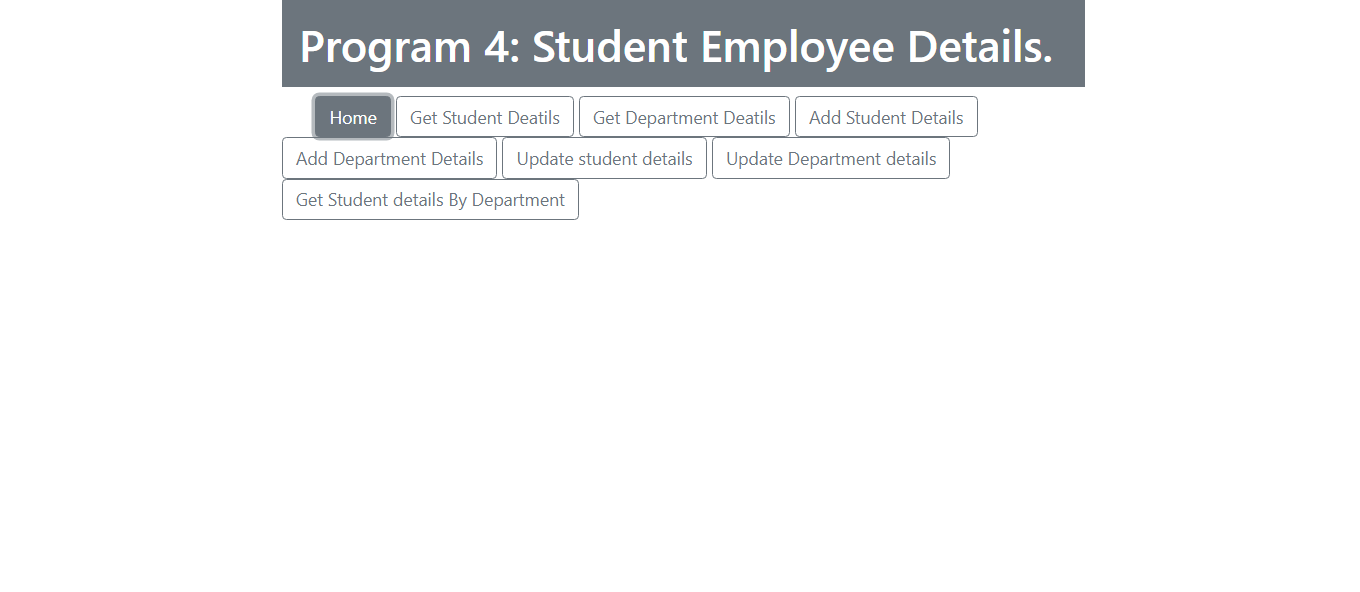 Program 4: Student Employee Details.
Home Get Student Deatils Get Department Deatils Add Student Details
Add Department Details Update student details Update Department details
Get Student details By Department